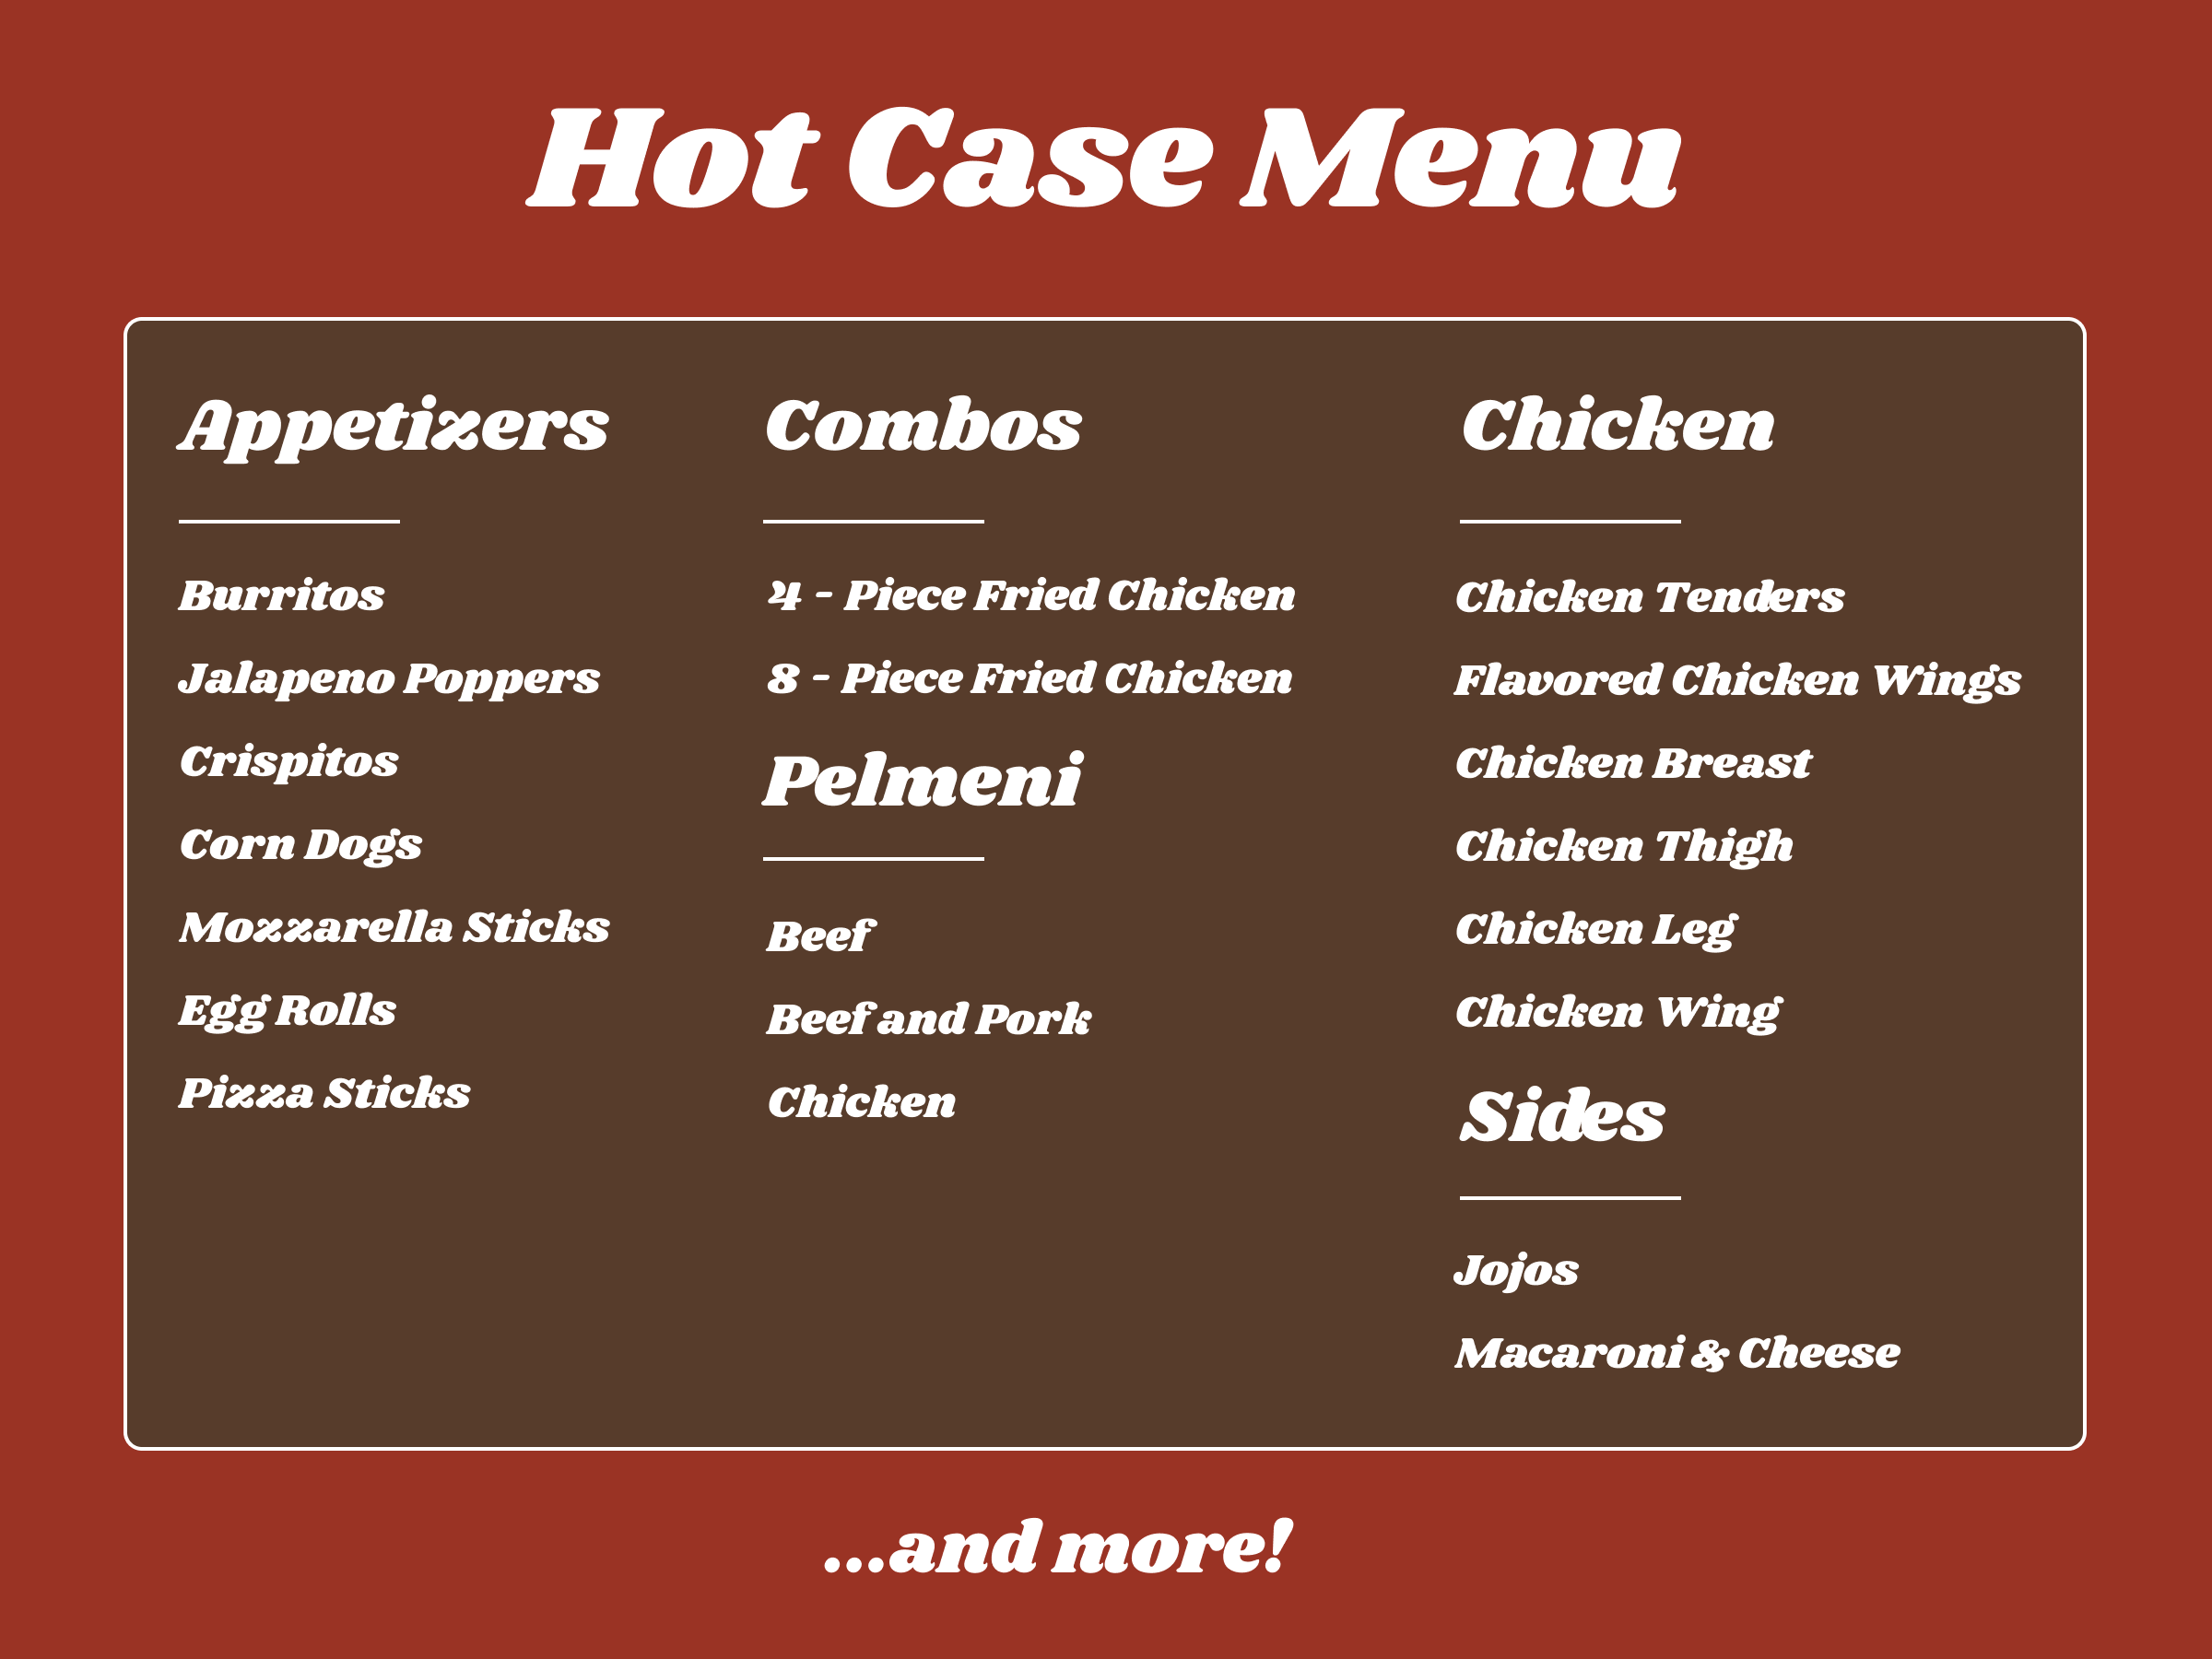 Hot Case Menu
Appetizers
Burritos
Jalapeno Poppers
Crispitos
Corn Dogs
Mozzarella Sticks
Egg Rolls
Pizza Sticks
Combos
4 - Piece Fried Chicken
8 - Piece Fried Chicken
Pelmeni
Beef
Beef and Pork
Chicken
Chicken
Chicken Tenders
Flavored Chicken Wings
Chicken Breast
Chicken Thigh
Chicken Leg
Chicken Wing
Sides
Jojos
Macaroni & Cheese
...and more!